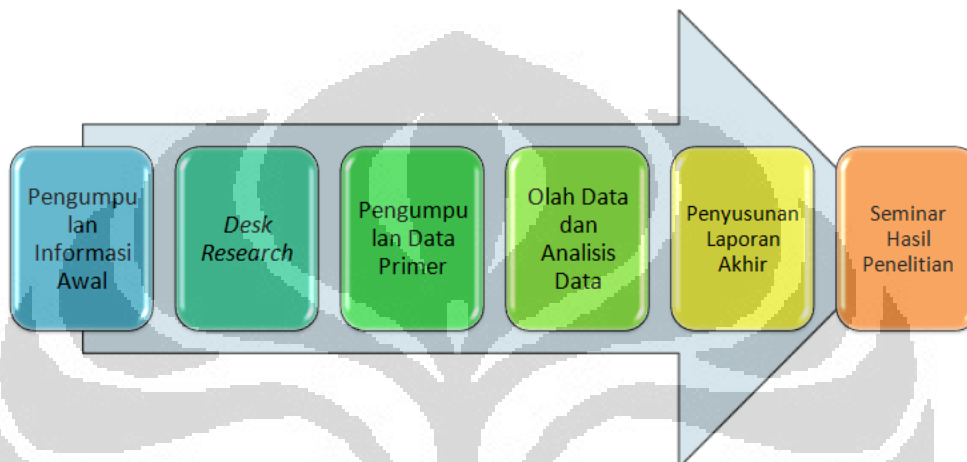 Pengumpu
lan
Informasi
Awal
Desk
Research
Pengumpu
lan Data
Primer
Olah Data
dan
Analisis
Data
Penyusunan
Laporan
Akhir
Seminar
Hasil
Penelitian